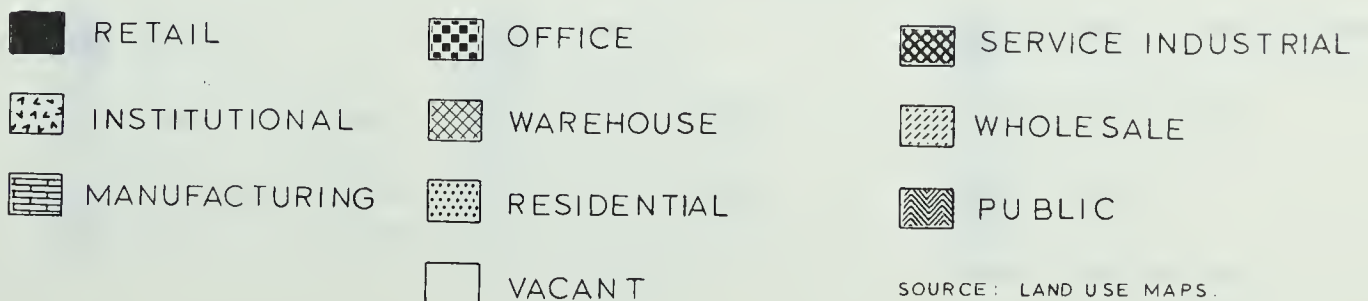 RETAIL
INSTITUTIONAL
MANUFACTURING
OFFICE
WAREHOUSE
RESIDENTIAL
VACANT
SERVICE INDUSTRIAL
WHOLESALE
PUBLIC
SOURCE: LAND USE MAPS.